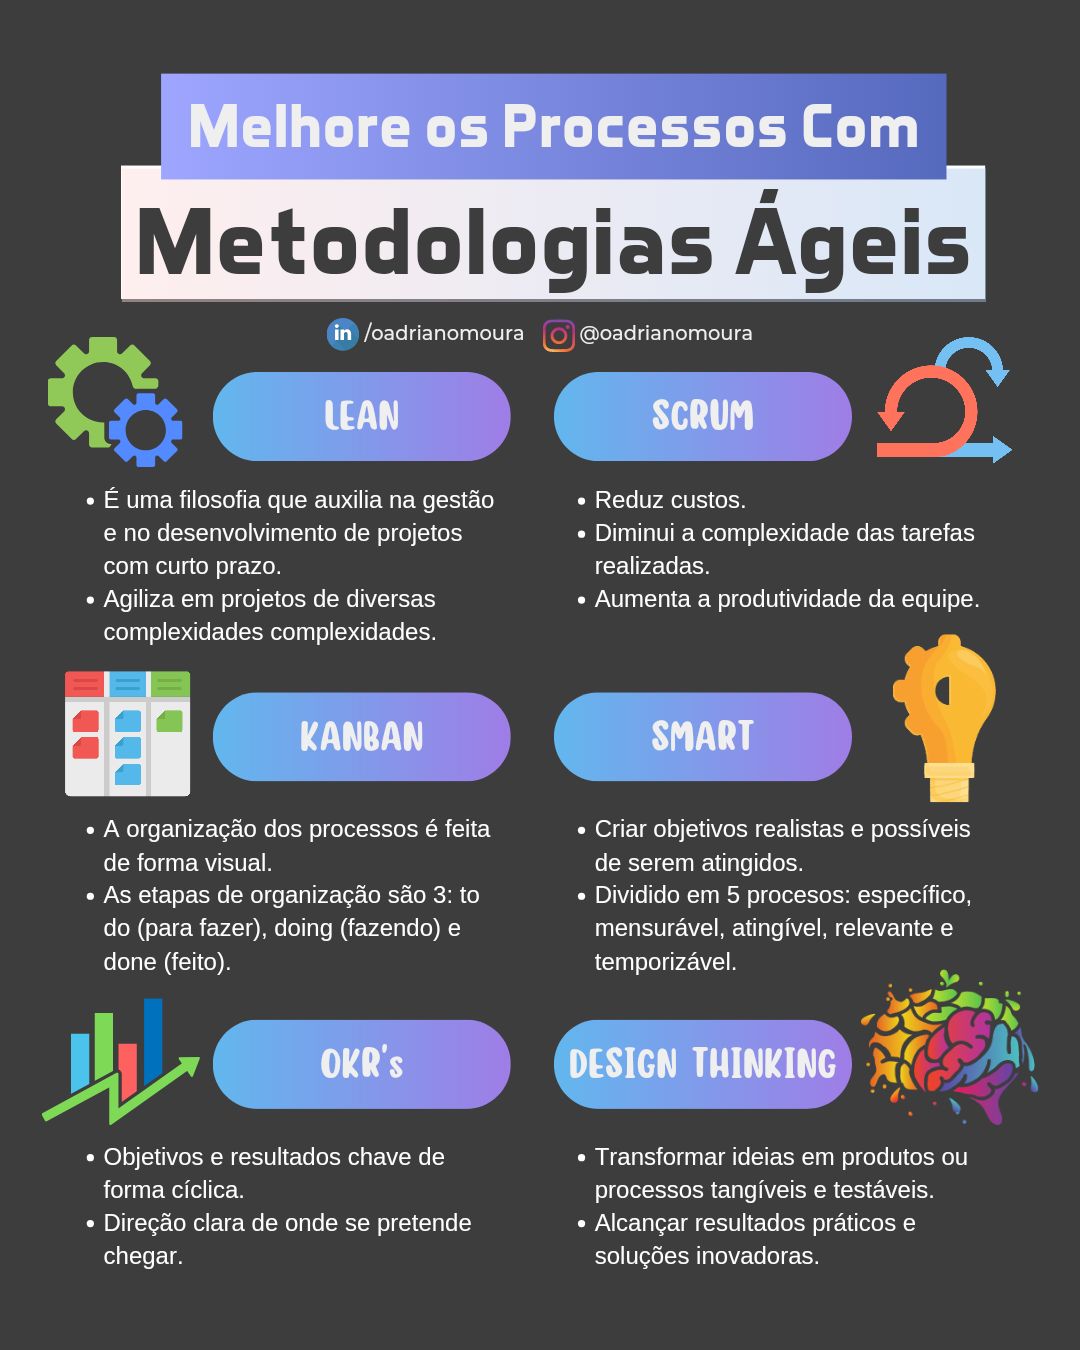 Melhore os Processos Com
Metodologias Ágeis
in /oadrianomoura @oadrianomoura
LEAN
• É uma filosofia que auxilia na gestão
e no desenvolvimento de projetos
com curto prazo.
• Agiliza em projetos de diversas
complexidades complexidades.
SCRUM
• Reduz custos.
• Diminui a complexidade das tarefas
realizadas.
• Aumenta a produtividade da equipe.
KANBAN
• A organização dos processos é feita
de forma visual.
• As etapas de organização são 3: to
do (para fazer), doing (fazendo) e
done (feito).
SMART
• Criar objetivos realistas e possíveis
de serem atingidos.
• Dividido em 5 procesos: específico,
mensurável, atingível, relevante e
temporizável.
OKR's
• Objetivos e resultados chave de
forma cíclica.
• Direção clara de onde se pretende
chegar.
DESIGN THINKING
• Transformar ideias em produtos ou
processos tangíveis e testáveis.
• Alcançar resultados práticos e
soluções inovadoras.